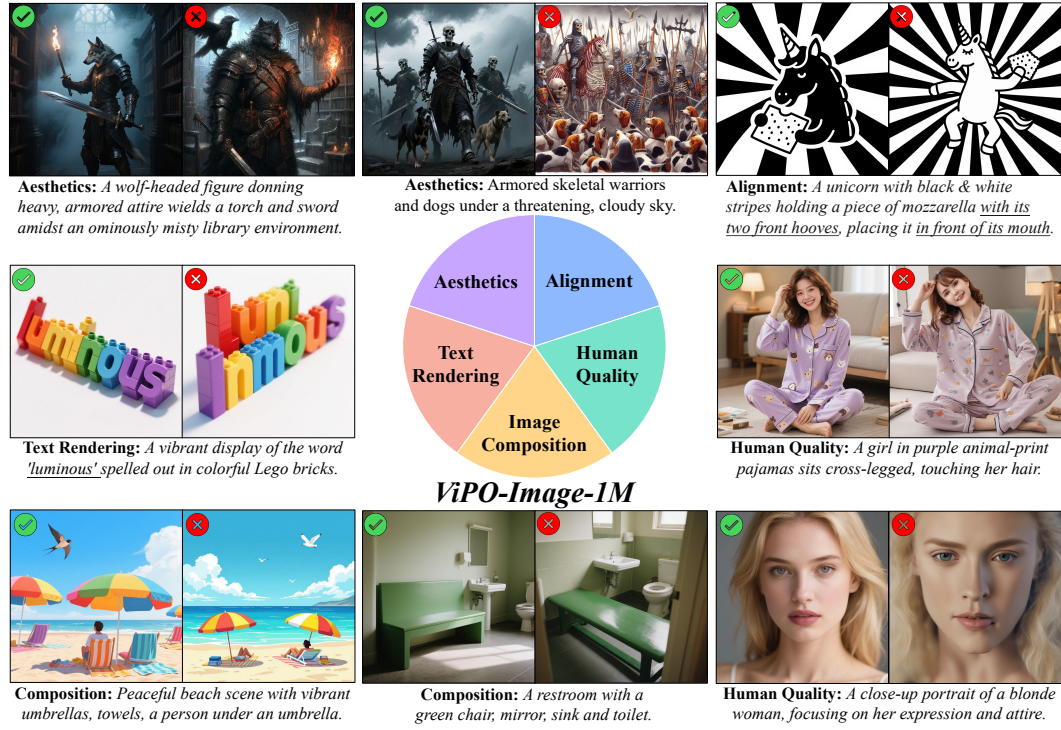 Aesthetics: A wolf-headed figure donning
heavy, armored attire wields a torch and sword
amidst an ominously misty library environment.
Aesthetics: Armored skeletal warriors
and dogs under a threatening, cloudy sky.
Alignment: A unicorn with black & white
stripes holding a piece of mozzarella with its
two front hooves, placing it in front of its mouth.
Aesthetics
Alignment
Text
Rendering
Human
Quality
Image
Composition
ViPO-Image-1M
luminous
Luni
Inmous
Text Rendering: A vibrant display of the word
'luminous' spelled out in colorful Lego bricks.
Human Quality: A girl in purple animal-print
pajamas sits cross-legged, touching her hair.
Composition: Peaceful beach scene with vibrant
umbrellas, towels, a person under an umbrella.
Composition: A restroom with a
green chair, mirror, sink and toilet.
Human Quality: A close-up portrait of a blonde
woman, focusing on her expression and attire.